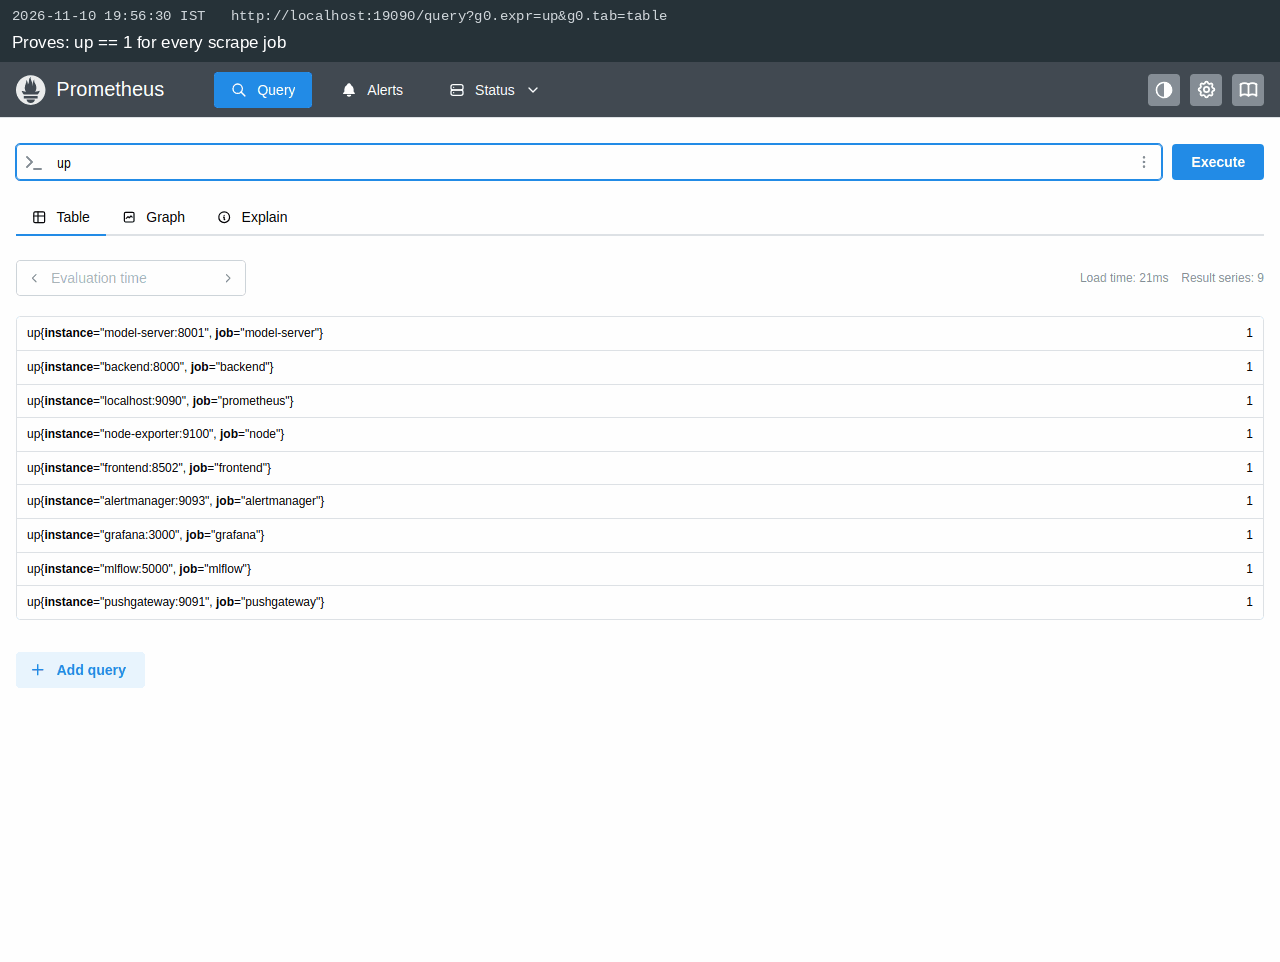 2026-11-10 19:56:30 IST http://localhost:19090/query?g0.expr=up&g0.tab=table
Proves: up == 1 for every scrape job
Prometheus Query Alerts Status
up Execute
Table Graph Explain
Evaluation time Load time: 21ms Result series: 9
up{instance="model-server:8001", job="model-server"} 1
up{instance="backend:8000", job="backend"} 1
up{instance="localhost:9090", job="prometheus"} 1
up{instance="node-exporter:9100", job="node"} 1
up{instance="frontend:8502", job="frontend"} 1
up{instance="alertmanager:9093", job="alertmanager"} 1
up{instance="grafana:3000", job="grafana"} 1
up{instance="mlflow:5000", job="mlflow"} 1
up{instance="pushgateway:9091", job="pushgateway"} 1
Add query